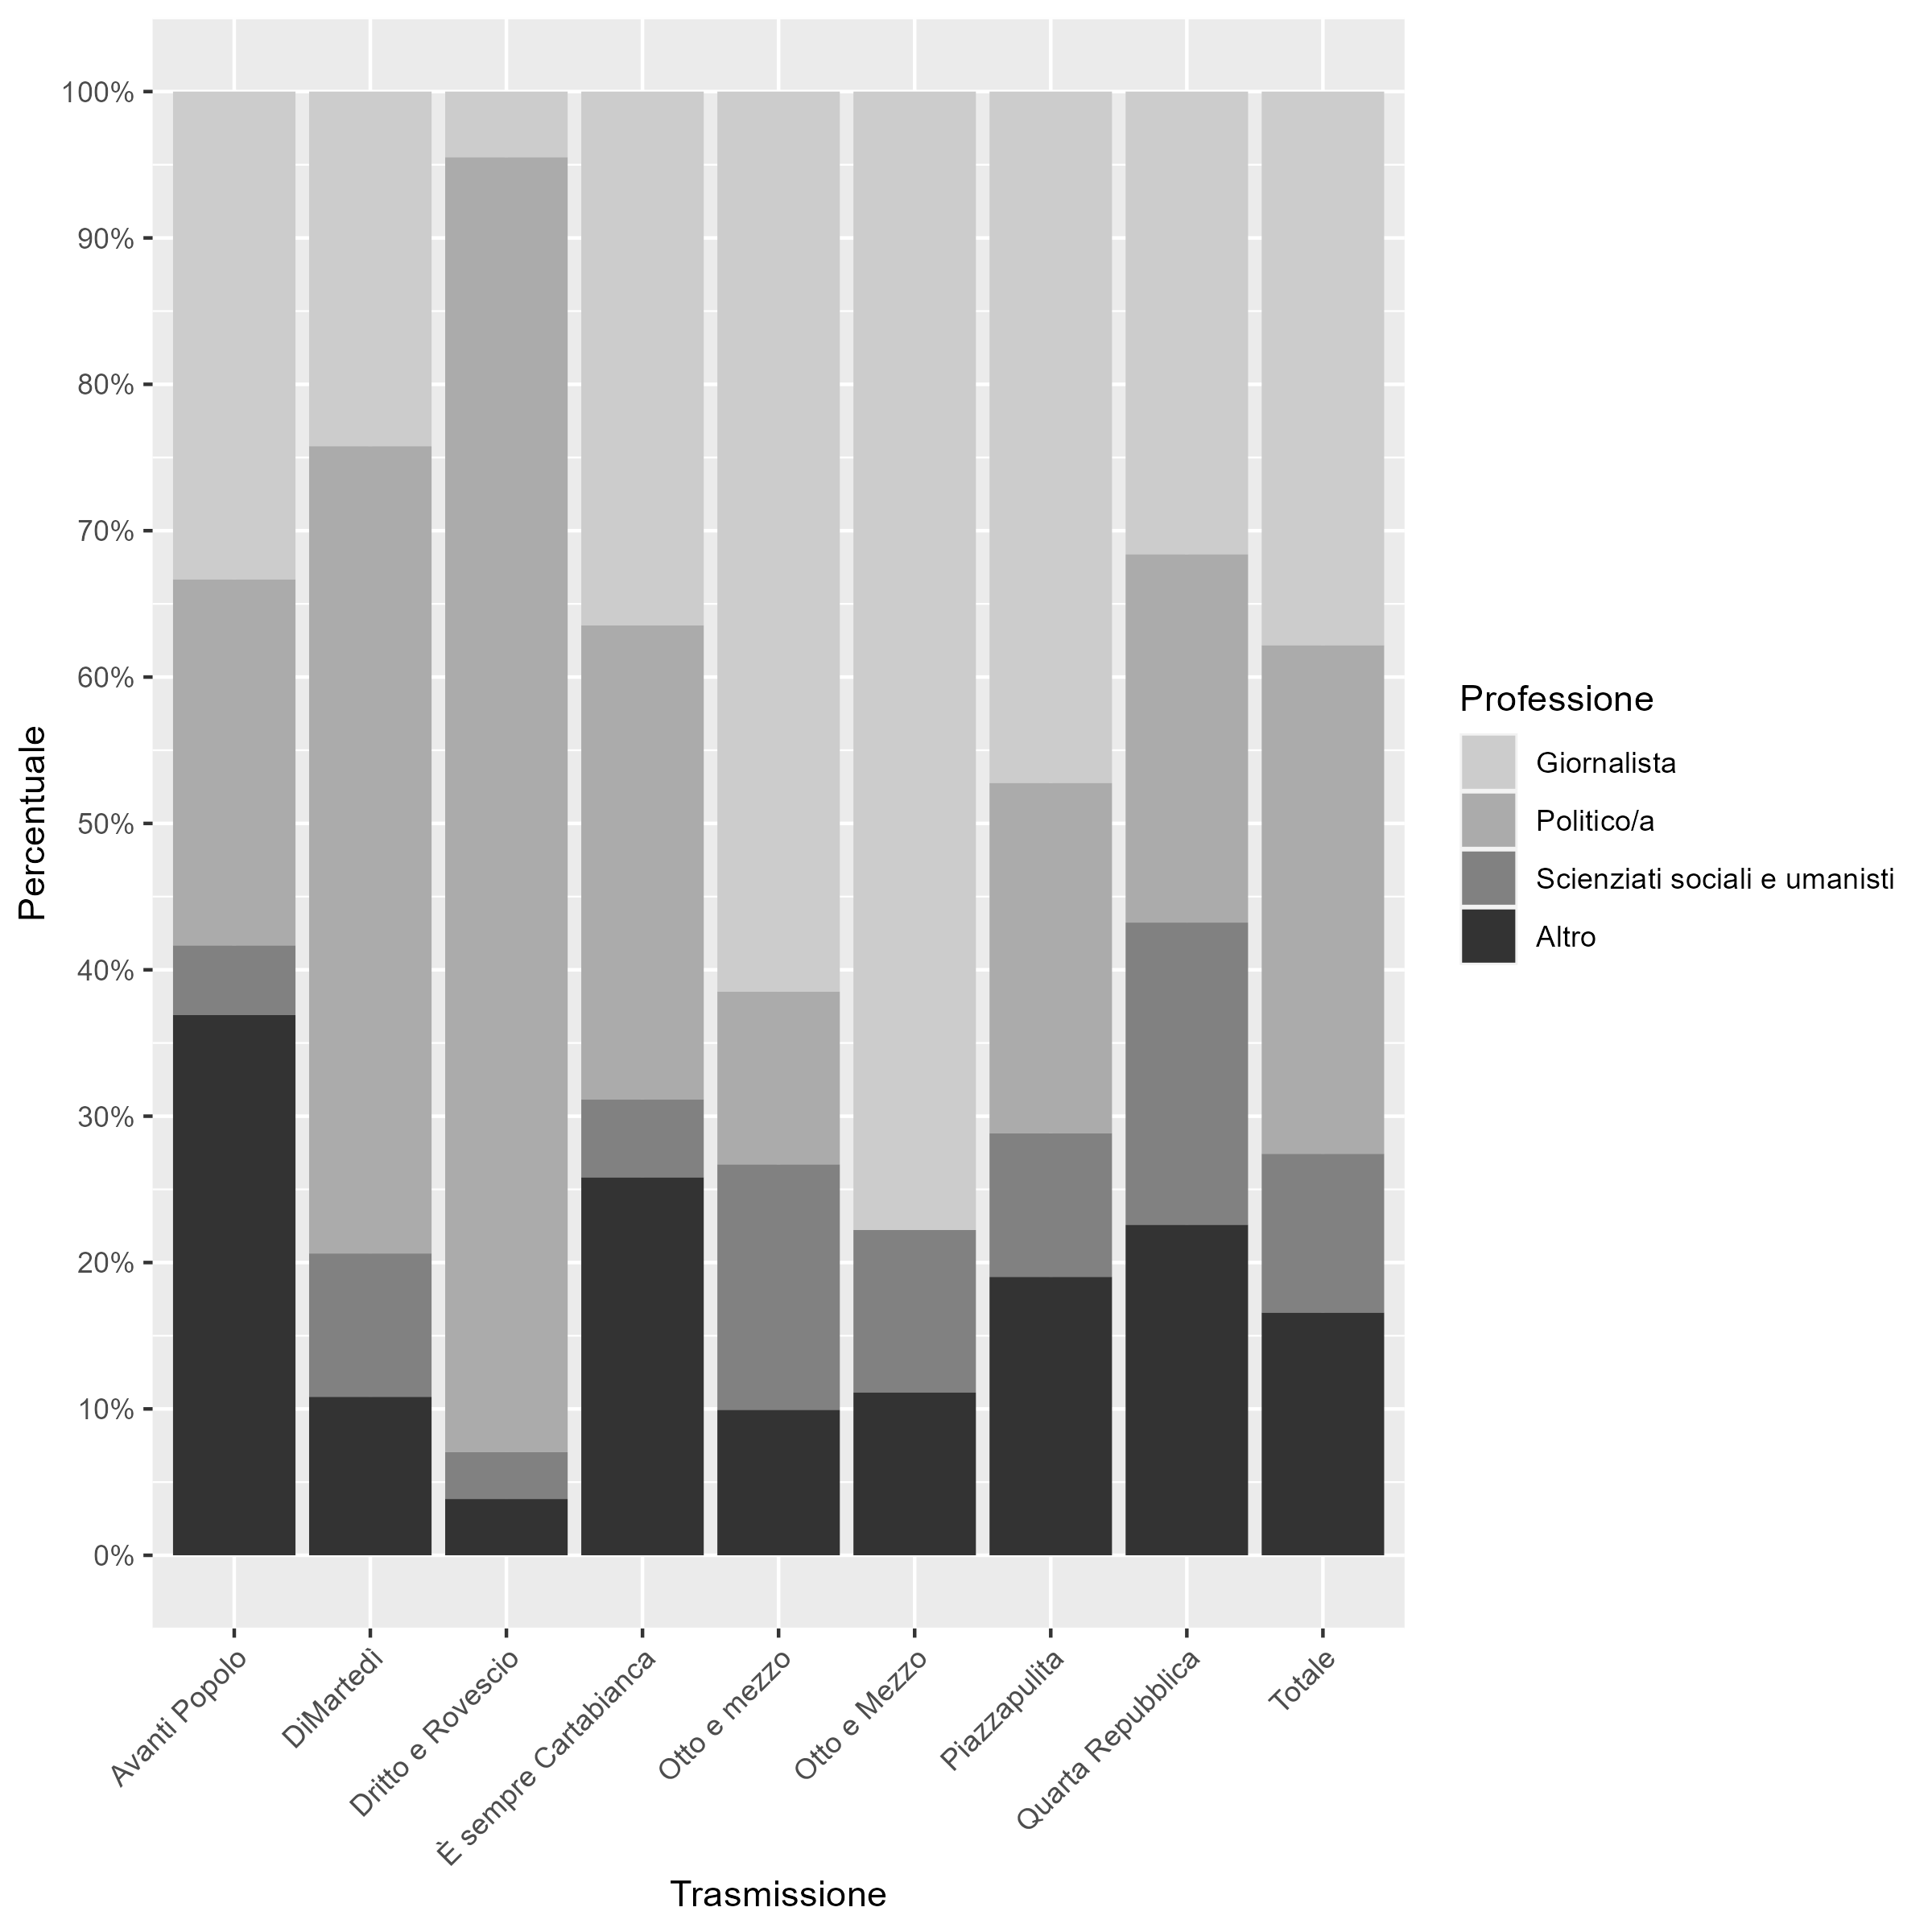 100%
90%
80%
70%
60%
50%
40%
30%
20%
10%
0%
Percentuale
Avanti Popolo
DiMartedì
Dritto e Rovescio
È sempre Cartabianca
Otto e mezzo
Otto e Mezzo
Piazzapulita
Quarta Repubblica
Totale
Trasmissione
Professione
Giornalista
Politico/a
Scienziati sociali e umanisti
Altro